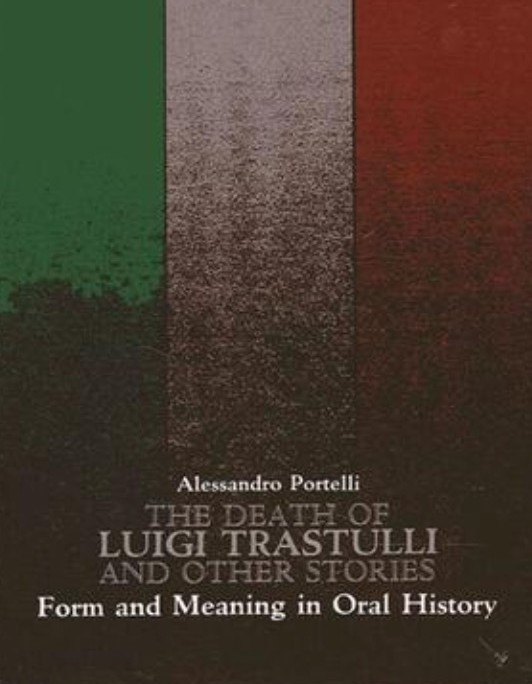 Alessandro Portelli
THE DEATH OF
LUIGI TRASTULLI
AND OTHER STORIES
Form and Meaning in Oral History